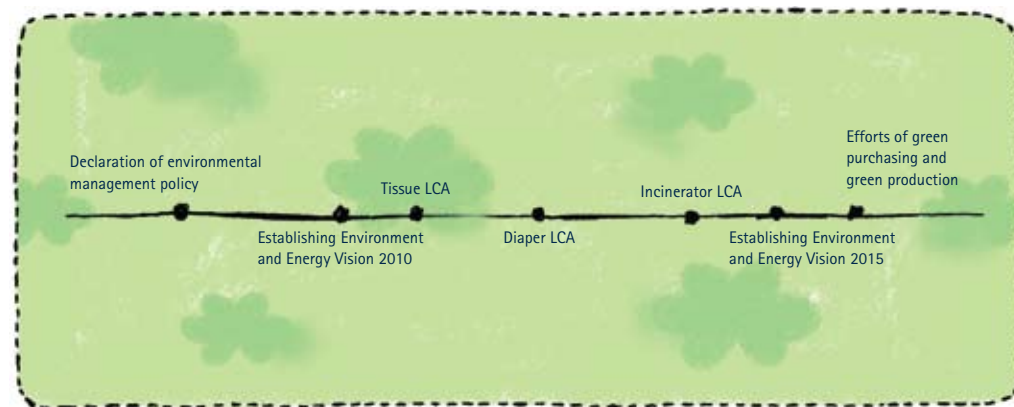 Declaration of environmental
management policy
Establishing Environment
and Energy Vision 2010
Tissue LCA
Diaper LCA
Incinerator LCA
Establishing Environment
and Energy Vision 2015
Efforts of green
purchasing and
green production